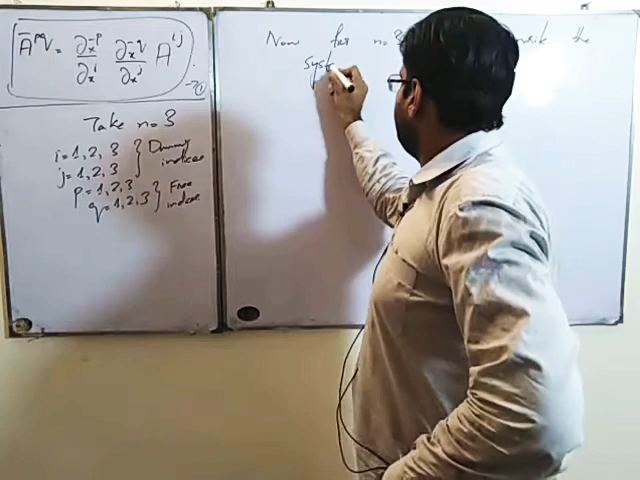 Ā^pq = ∂x̄^p/∂x^i ∂x̄^q/∂x^j A^ij
Take n=3
i=1,2,3 } Dummy
j=1,2,3 indices
p=1,2,3 } Free
q=1,2,3 indices
Now for n=3 the
syst